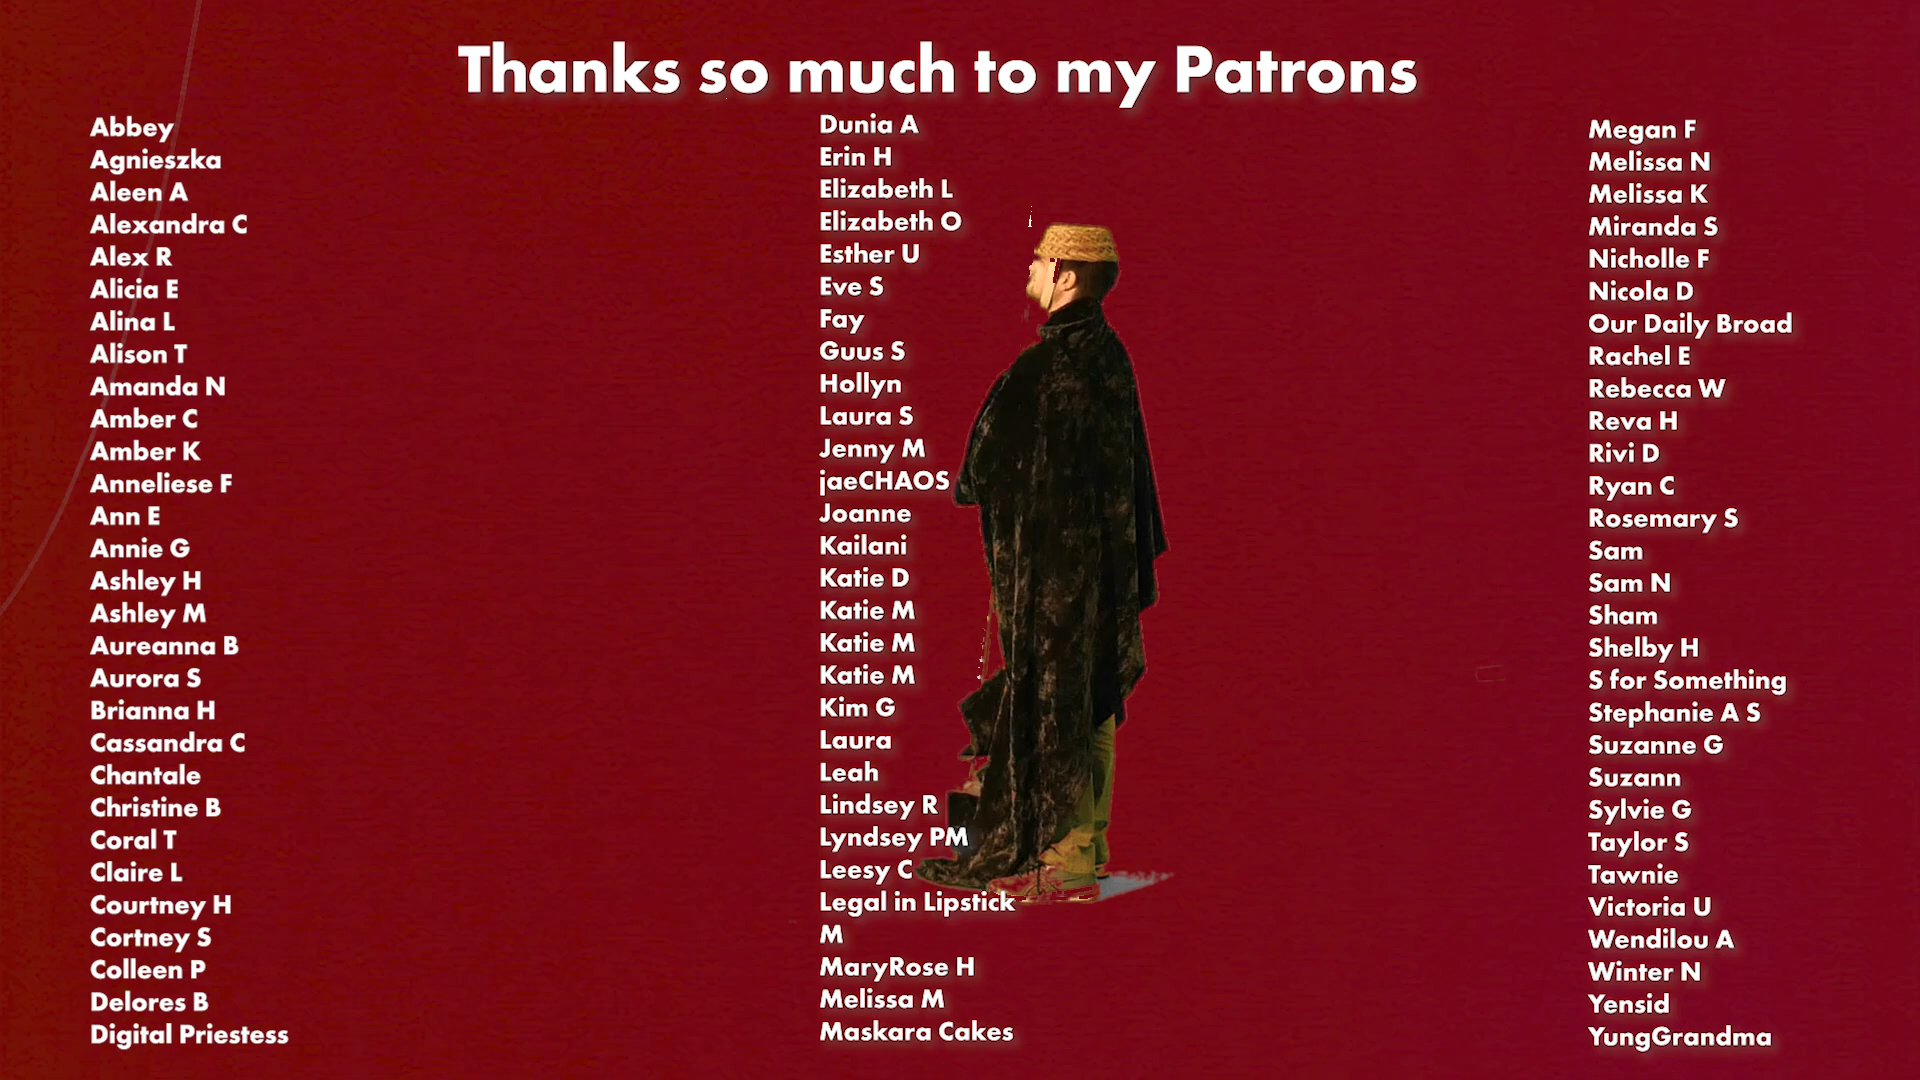 Thanks so much to my Patrons
Abbey
Agnieszka
Aleen A
Alexandra C
Alex R
Alicia E
Alina L
Alison T
Amanda N
Amber C
Amber K
Anneliese F
Ann E
Annie G
Ashley H
Ashley M
Aureanna B
Aurora S
Brianna H
Cassandra C
Chantale
Christine B
Coral T
Claire L
Courtney H
Cortney S
Colleen P
Delores B
Digital Priestess
Dunia A
Erin H
Elizabeth L
Elizabeth O
Esther U
Eve S
Fay
Guus S
Hollyn
Laura S
Jenny M
jaeCHAOS
Joanne
Kailani
Katie D
Katie M
Katie M
Katie M
Kim G
Laura
Leah
Lindsey R
Lyndsey PM
Leesy C
Legal in Lipstick
M
MaryRose H
Melissa M
Maskara Cakes
Megan F
Melissa N
Melissa K
Miranda S
Nicholle F
Nicola D
Our Daily Broad
Rachel E
Rebecca W
Reva H
Rivi D
Ryan C
Rosemary S
Sam
Sam N
Sham
Shelby H
S for Something
Stephanie A S
Suzanne G
Suzann
Sylvie G
Taylor S
Tawnie
Victoria U
Wendilou A
Winter N
Yensid
YungGrandma